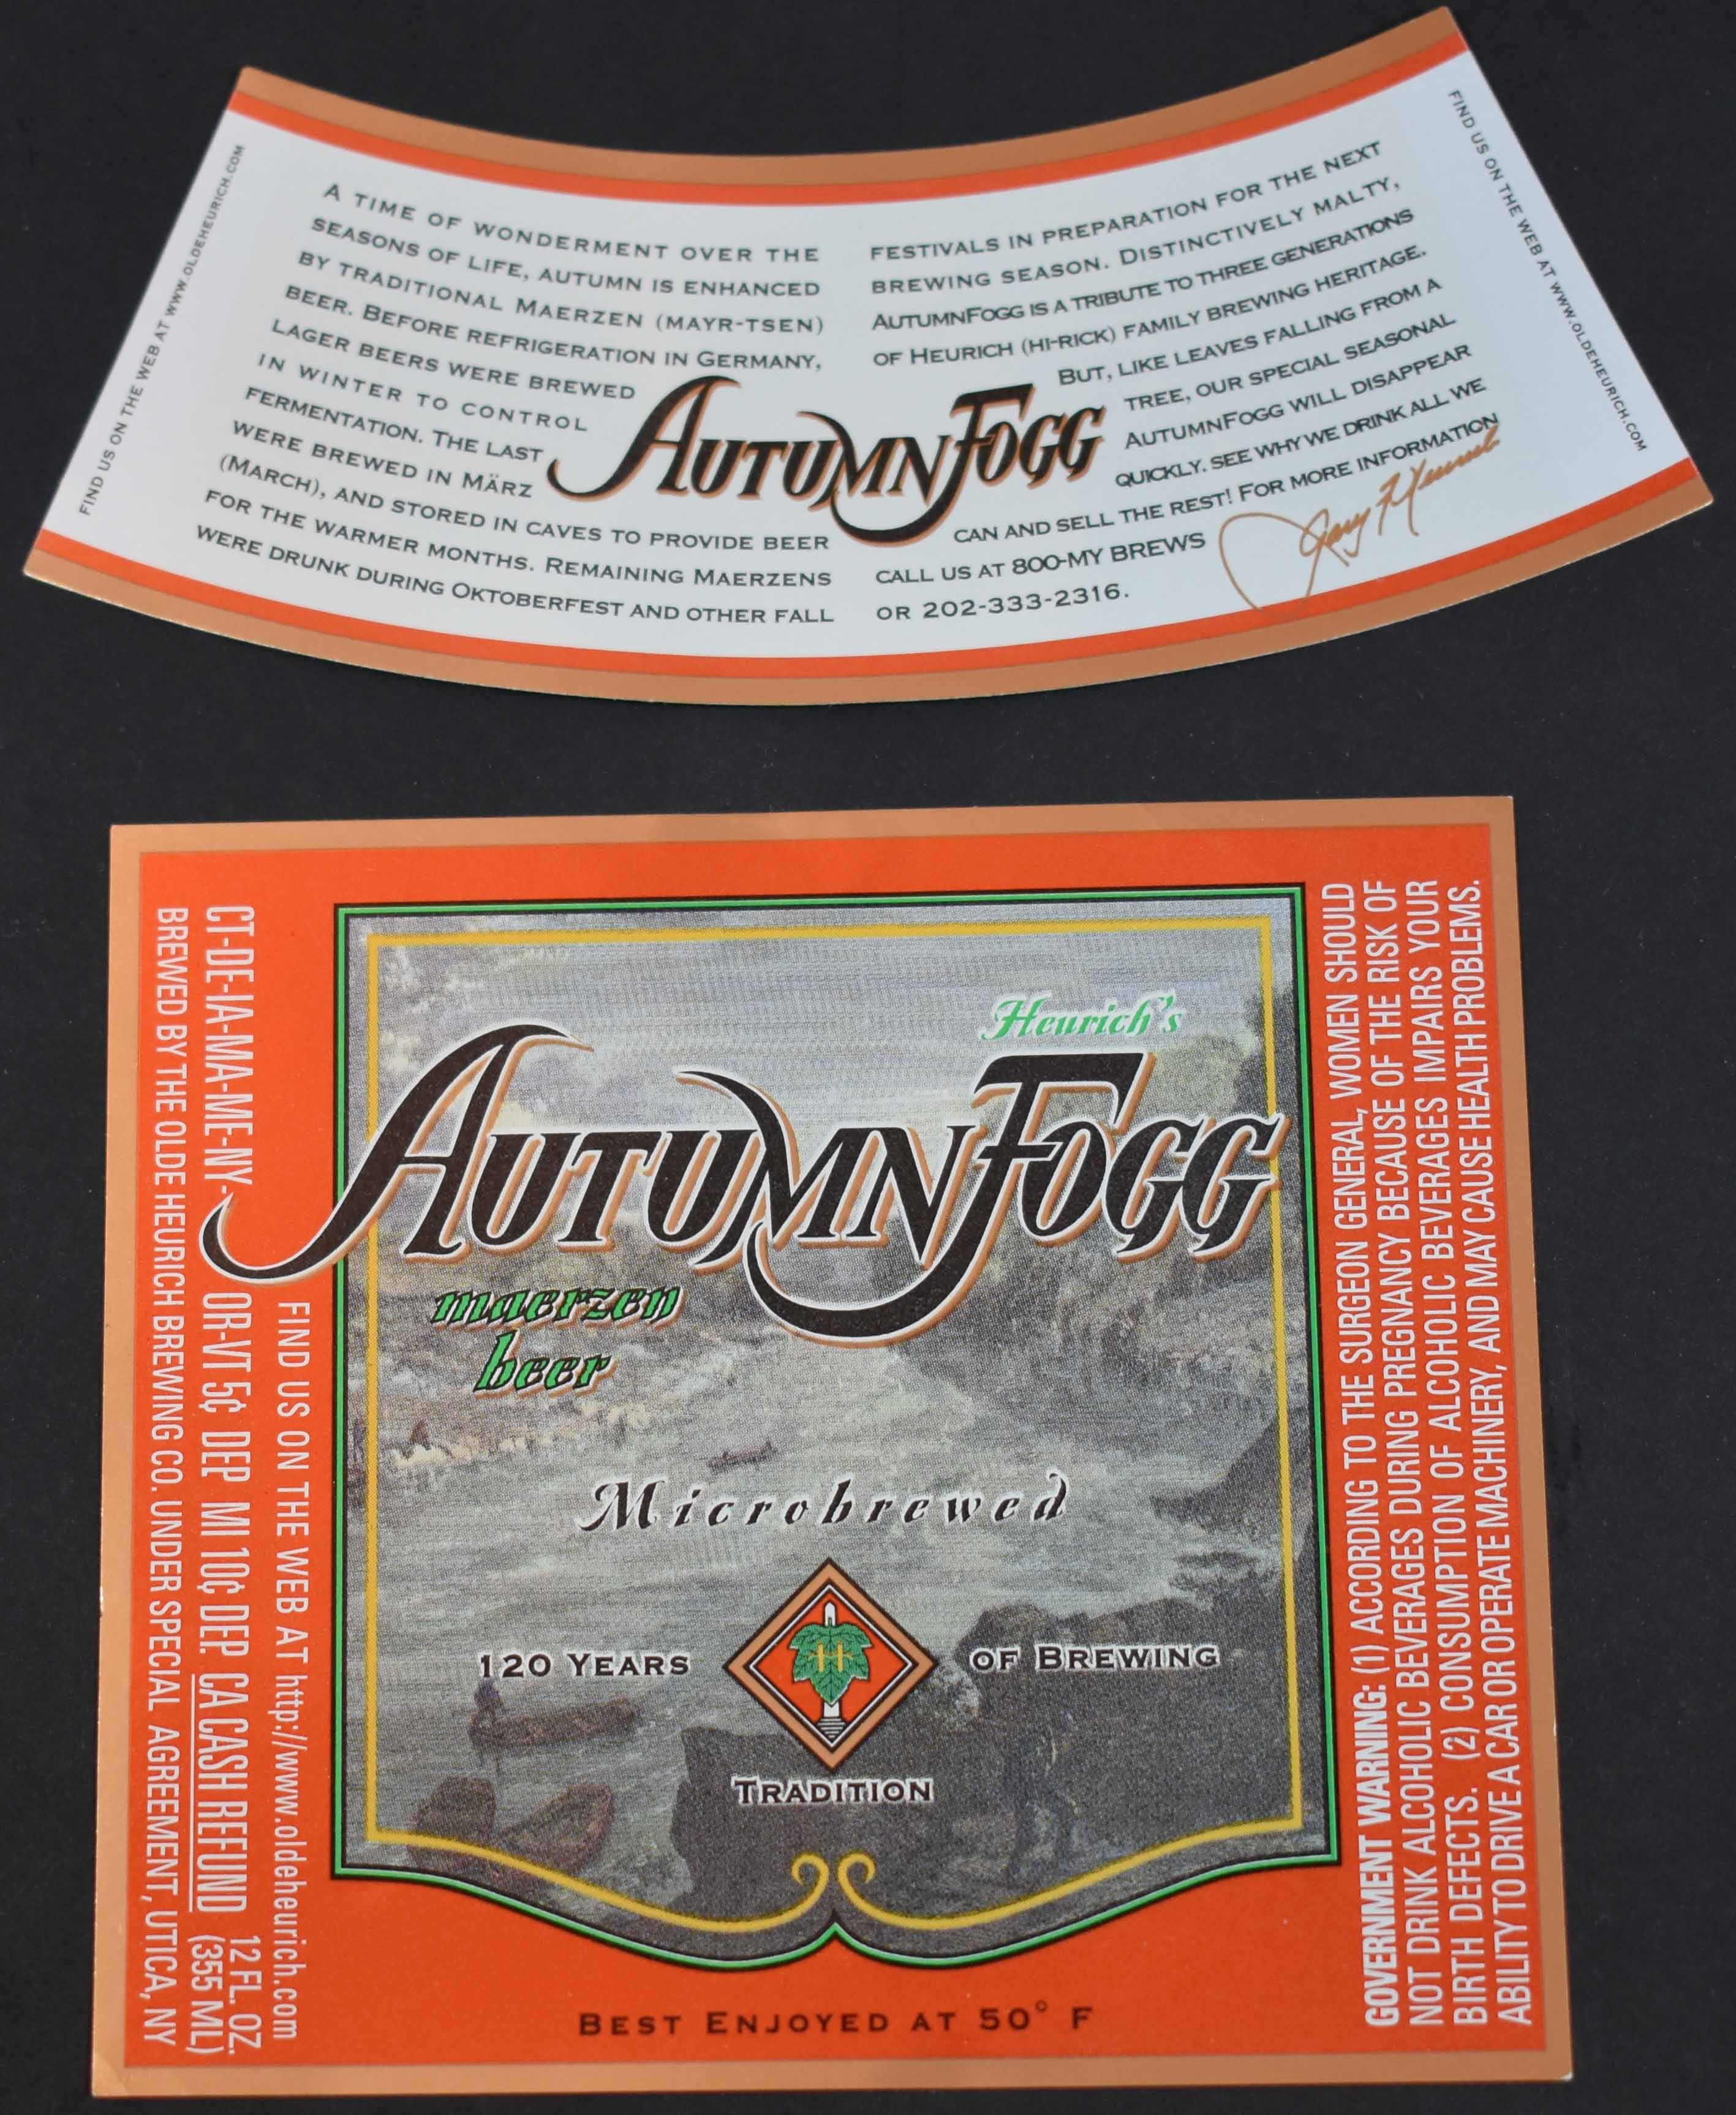 FIND US ON THE WEB AT WWW.OLDEHEURICH.COM
A TIME OF WONDERMENT OVER THE
SEASONS OF LIFE, AUTUMN IS ENHANCED
BY TRADITIONAL MAERZEN (MAYR-TSEN)
BEER. BEFORE REFRIGERATION IN GERMANY,
LAGER BEERS WERE BREWED
IN WINTER TO CONTROL
FERMENTATION. THE LAST
WERE BREWED IN MÄRZ
(MARCH), AND STORED IN CAVES TO PROVIDE BEER
FOR THE WARMER MONTHS. REMAINING MAERZENS
WERE DRUNK DURING OKTOBERFEST AND OTHER FALL
AUTUMNFOGG
FESTIVALS IN PREPARATION FOR THE NEXT
BREWING SEASON. DISTINCTIVELY MALTY,
AUTUMNFOGG IS A TRIBUTE TO THREE GENERATIONS
OF HEURICH (HI-RICK) FAMILY BREWING HERITAGE.
BUT, LIKE LEAVES FALLING FROM A
TREE, OUR SPECIAL SEASONAL
AUTUMNFOGG WILL DISAPPEAR
QUICKLY. SEE WHY WE DRINK ALL WE
CAN AND SELL THE REST! FOR MORE INFORMATION
CALL US AT 800-MY BREWS
OR 202-333-2316.
Gary F Heurich
FIND US ON THE WEB AT WWW.OLDEHEURICH.COM
FIND US ON THE WEB AT http://www.oldeheurich.com
CT-DE-IA-MA-ME-NY- OR-VT 5¢ DEP MI 10¢ DEP. CA CASH REFUND
12 FL. OZ.
(355 ML)
BREWED BY THE OLDE HEURICH BREWING CO. UNDER SPECIAL AGREEMENT, UTICA, NY
Heurich's
AUTUMNFOGG
maerzen
beer
Microbrewed
120 YEARS OF BREWING
H
TRADITION
BEST ENJOYED AT 50° F
GOVERNMENT WARNING: (1) ACCORDING TO THE SURGEON GENERAL, WOMEN SHOULD
NOT DRINK ALCOHOLIC BEVERAGES DURING PREGNANCY BECAUSE OF THE RISK OF
BIRTH DEFECTS. (2) CONSUMPTION OF ALCOHOLIC BEVERAGES IMPAIRS YOUR
ABILITY TO DRIVE A CAR OR OPERATE MACHINERY, AND MAY CAUSE HEALTH PROBLEMS.